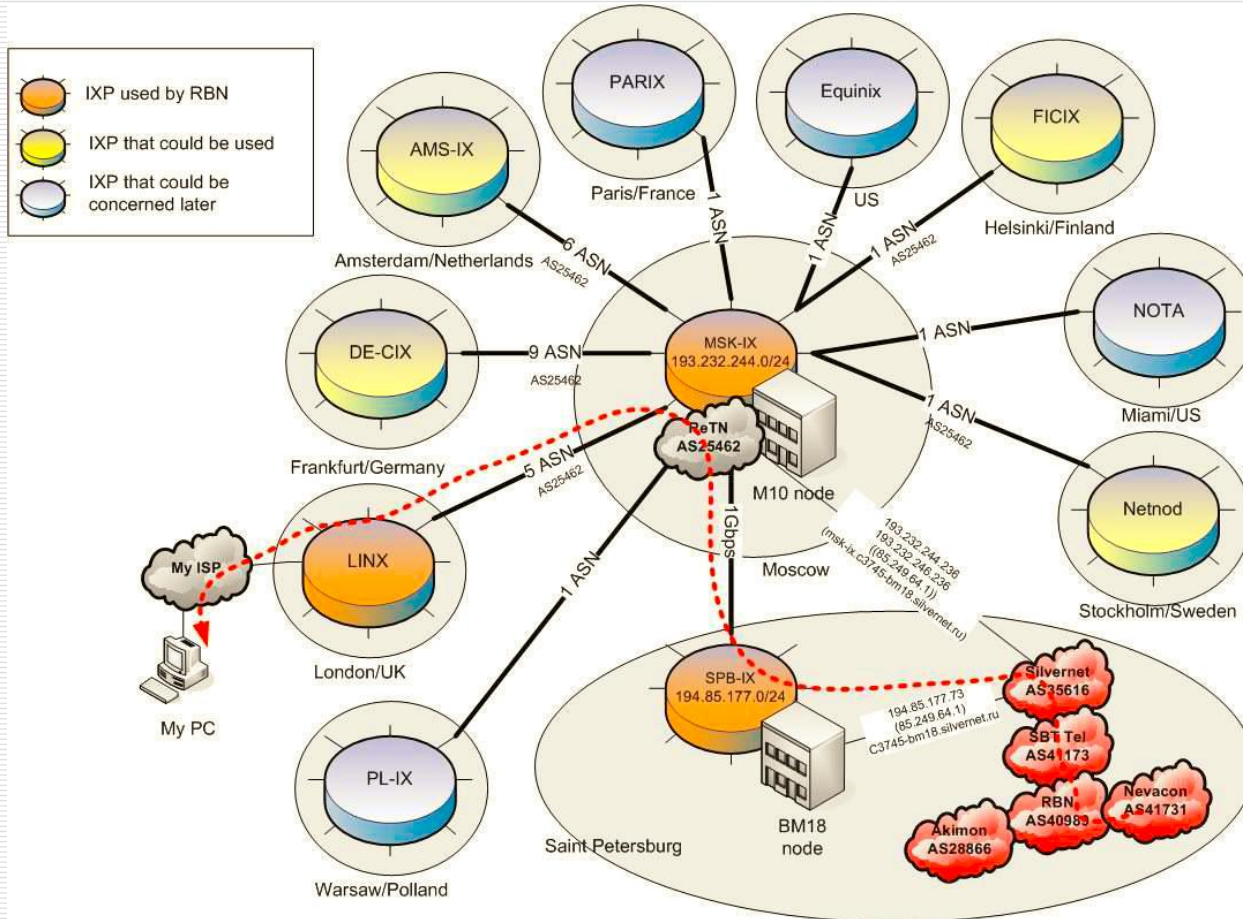 IXP used by RBN
IXP that could be used
IXP that could be
concerned later
AMS-IX
Amsterdam/Netherlands
PARIX
Paris/France
Equinix
US
FICIX
Helsinki/Finland
6 ASN
AS25462
1 ASN
1 ASN
1 ASN
AS25462
DE-CIX
Frankfurt/Germany
9 ASN
AS25462
MSK-IX
193.232.244.0/24
1 ASN
NOTA
Miami/US
ReTN
AS25462
M10 node
5 ASN
AS25462
1 ASN
AS25462
Netnod
Stockholm/Sweden
My ISP
LINX
London/UK
My PC
1 ASN
1Gbps
Moscow
193.232.244.236
193.232.246.236
((85.249.64.1))
(msk-ix.c3745-bm18.silvernet.ru)
PL-IX
Warsaw/Polland
SPB-IX
194.85.177.0/24
194.85.177.73
(85.249.64.1)
C3745-bm18.silvernet.ru
Silvernet
AS35616
SBT Tel
AS41173
RBN
AS40989
Nevacon
AS41731
Akimon
AS28866
BM18
node
Saint Petersburg